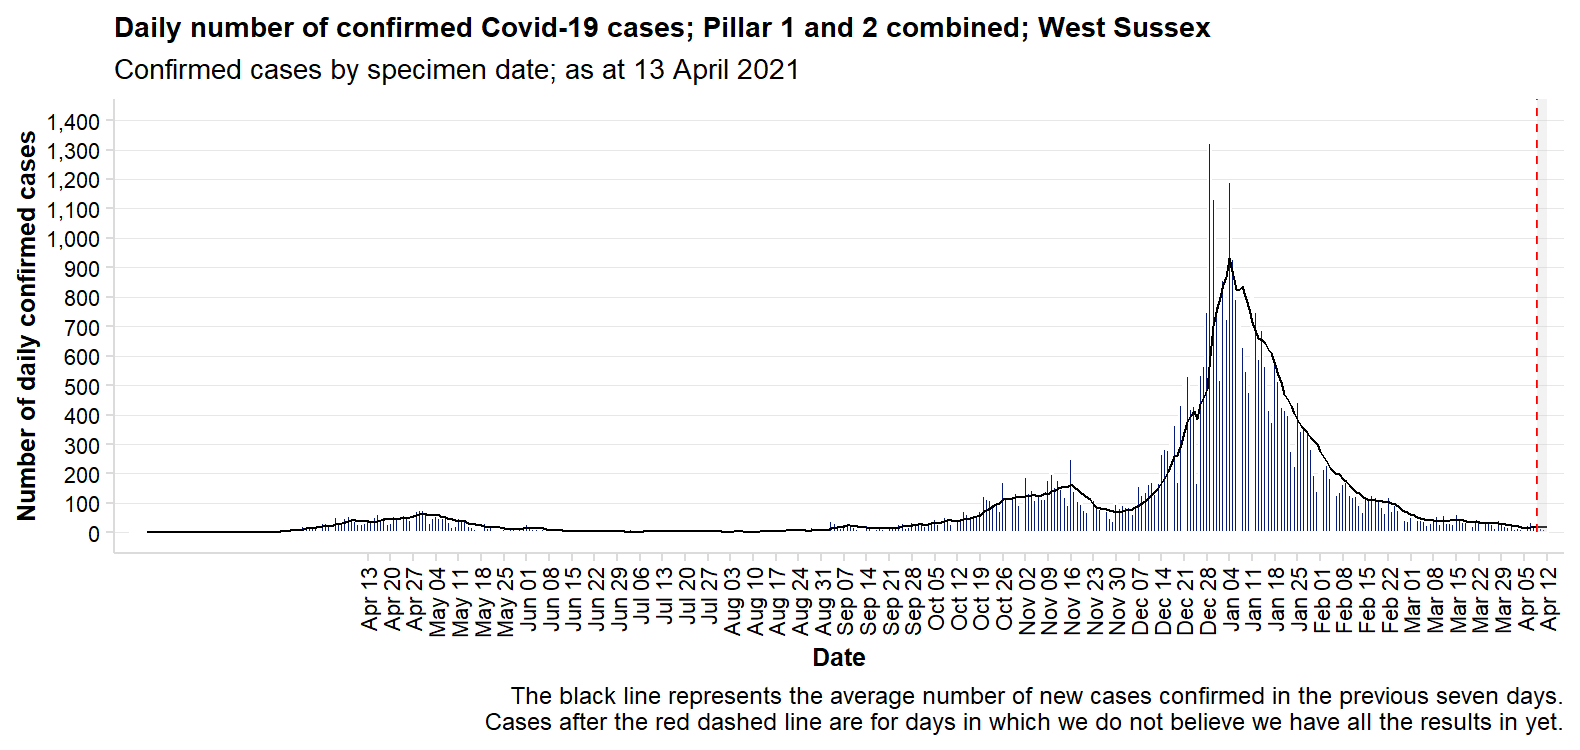 Daily number of confirmed Covid-19 cases; Pillar 1 and 2 combined; West Sussex
Confirmed cases by specimen date; as at 13 April 2021
Number of daily confirmed cases
1,400
1,300
1,200
1,100
1,000
900
800
700
600
500
400
300
200
100
0
Apr 13
Apr 20
Apr 27
May 04
May 11
May 18
May 25
Jun 01
Jun 08
Jun 15
Jun 22
Jun 29
Jul 06
Jul 13
Jul 20
Jul 27
Aug 03
Aug 10
Aug 17
Aug 24
Aug 31
Sep 07
Sep 14
Sep 21
Sep 28
Oct 05
Oct 12
Oct 19
Oct 26
Nov 02
Nov 09
Nov 16
Nov 23
Nov 30
Dec 07
Dec 14
Dec 21
Dec 28
Jan 04
Jan 11
Jan 18
Jan 25
Feb 01
Feb 08
Feb 15
Feb 22
Mar 01
Mar 08
Mar 15
Mar 22
Mar 29
Apr 05
Apr 12
Date
The black line represents the average number of new cases confirmed in the previous seven days.
Cases after the red dashed line are for days in which we do not believe we have all the results in yet.